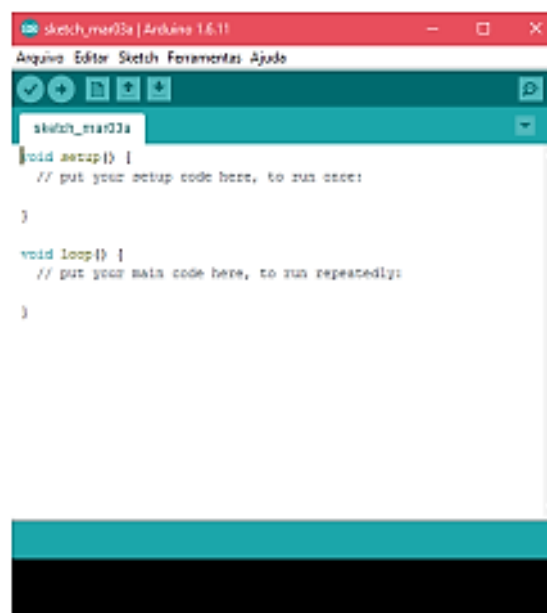 sketch_mar03a | Arduino 1.6.11
Arquivo Editar Sketch Ferramentas Ajuda
sketch_mar03a
void setup() {
// put your setup code here, to run once:
}
void loop() {
// put your main code here, to run repeatedly:
}